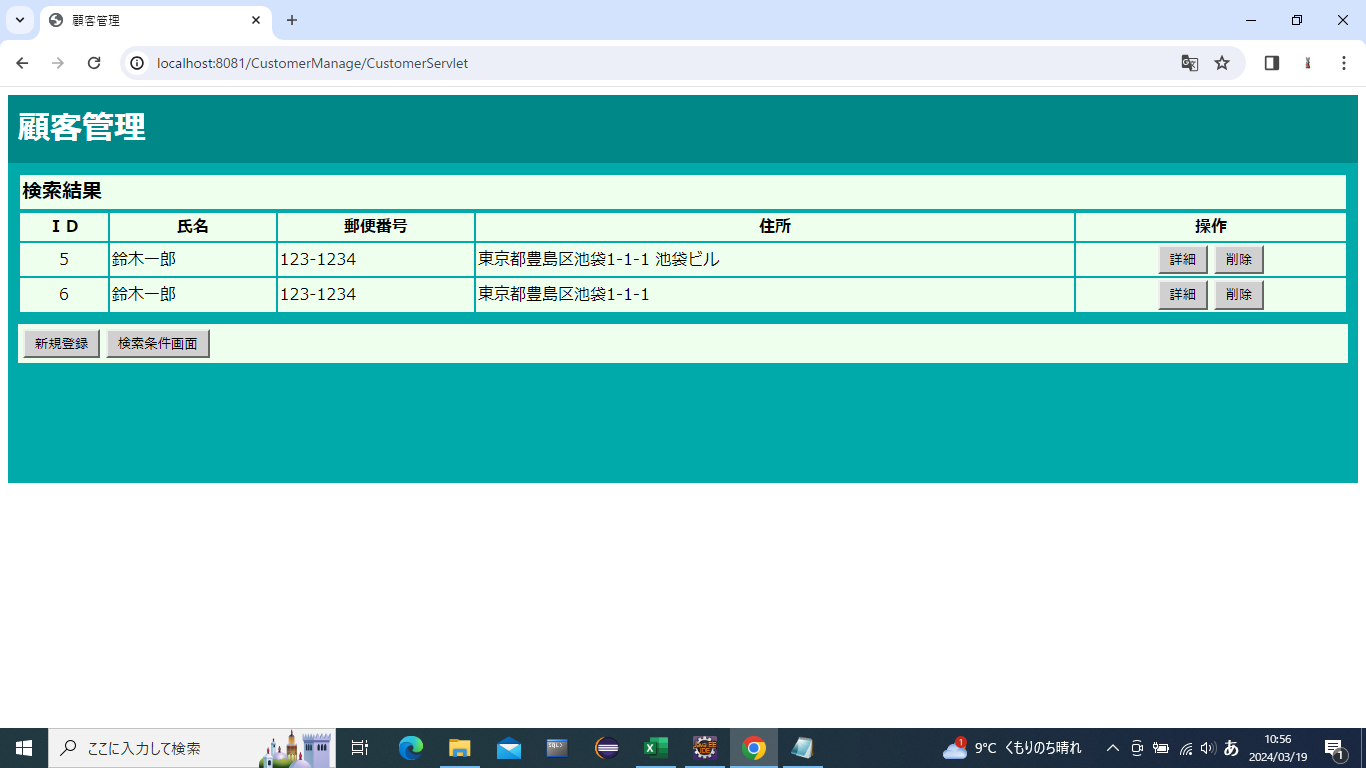 顧客管理
localhost:8081/CustomerManage/CustomerServlet
顧客管理
検索結果
ＩＤ 氏名 郵便番号 住所 操作
5 鈴木一郎 123-1234 東京都豊島区池袋1-1-1 池袋ビル 詳細 削除
6 鈴木一郎 123-1234 東京都豊島区池袋1-1-1 詳細 削除
新規登録 検索条件画面
ここに入力して検索
1
9°C くもりのち晴れ
あ
10:56
2024/03/19
1